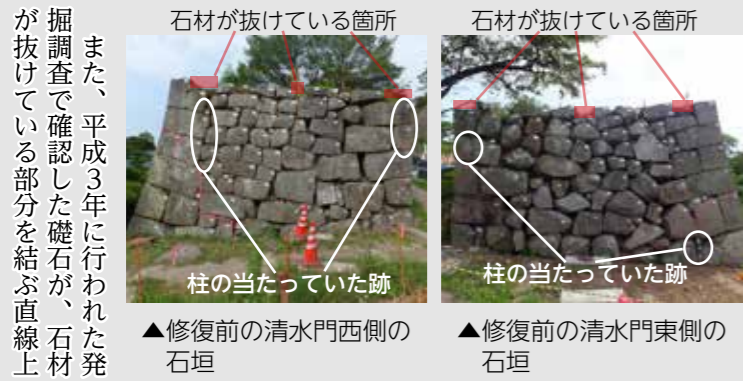 また、平成3年に行われた発
掘調査で確認した礎石が、石材
が抜けている部分を結ぶ直線上
石材が抜けている箇所
柱の当たっていた跡
▲修復前の清水門西側の
石垣
石材が抜けている箇所
柱の当たっていた跡
▲修復前の清水門東側の
石垣